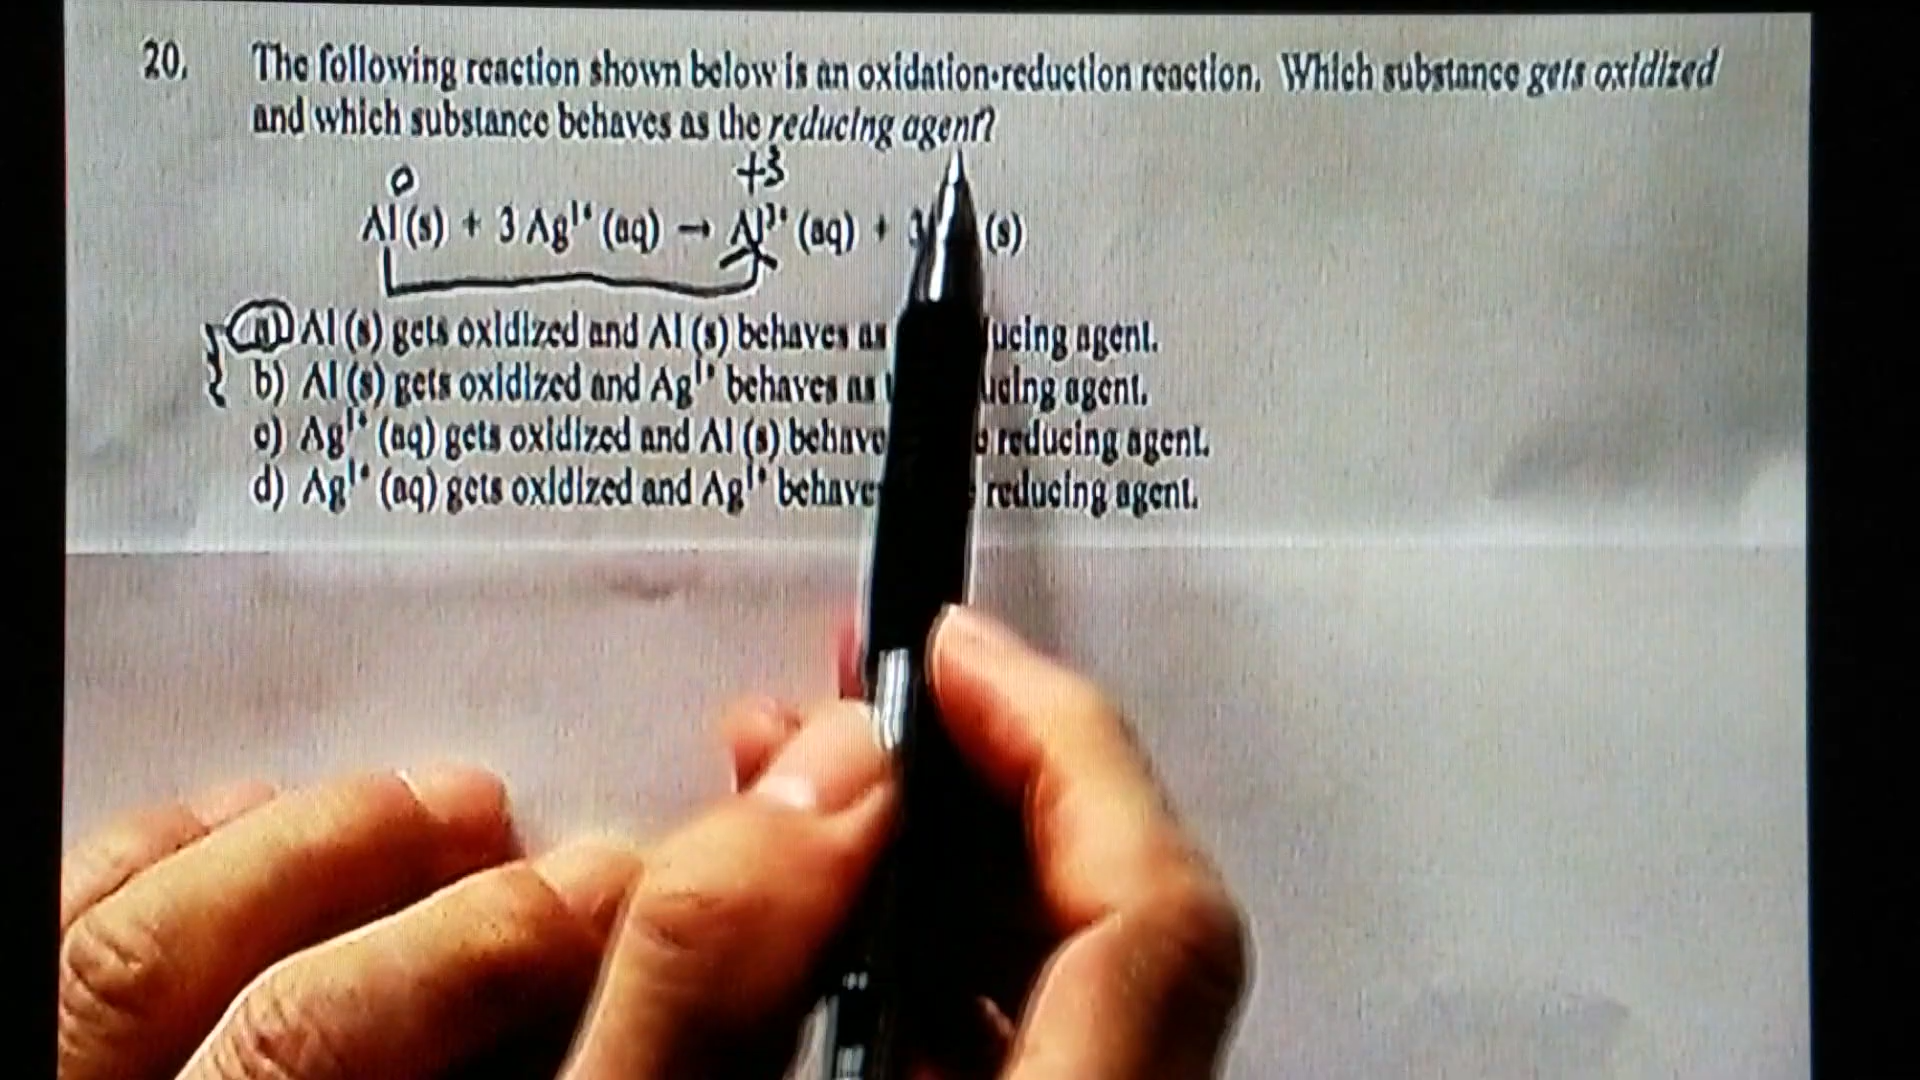 20. The following reaction shown below is an oxidation-reduction reaction. Which substance gets oxidized
and which substance behaves as the reducing agent?
0 +3
Al (s) + 3 Ag¹⁺ (aq) → Al³⁺ (aq) + 3 (s)
a) Al (s) gets oxidized and Al (s) behaves as ucing agent.
b) Al (s) gets oxidized and Ag¹⁺ behaves as ucing agent.
c) Ag¹⁺ (aq) gets oxidized and Al (s) behave reducing agent.
d) Ag¹⁺ (aq) gets oxidized and Ag¹⁺ behave reducing agent.